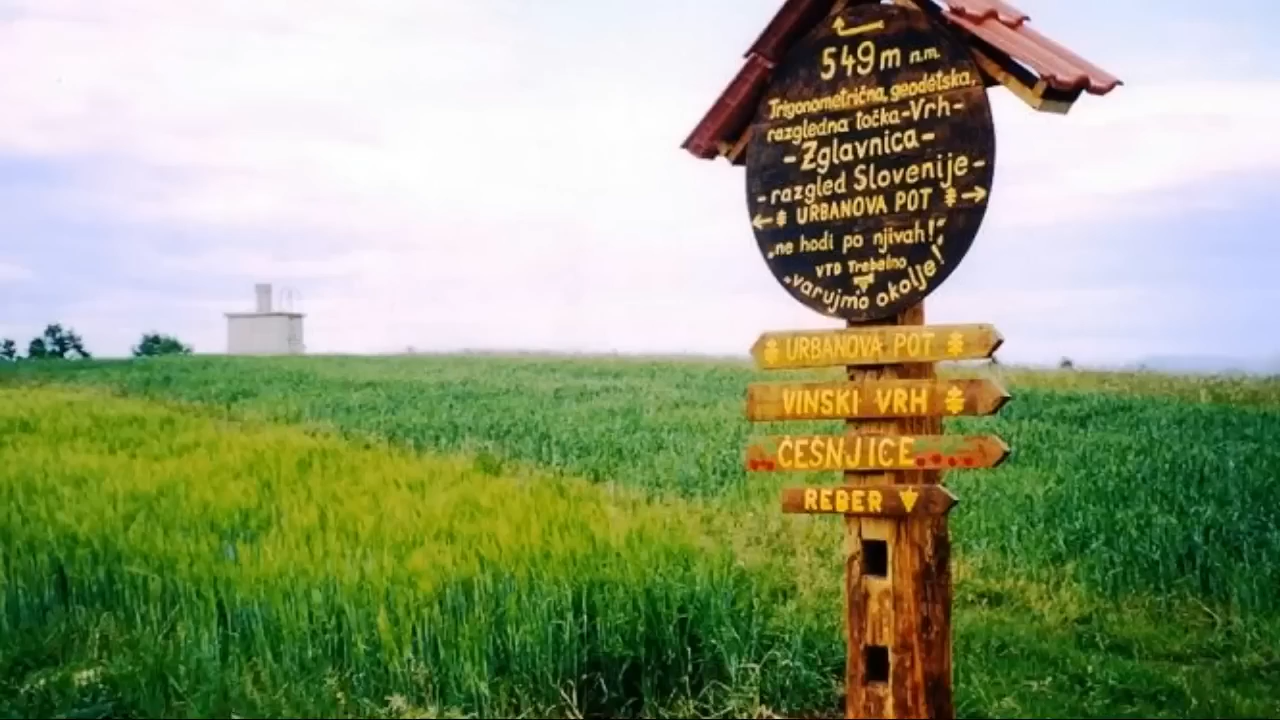 549 m n.m.
Trigonometrična, geodetska,
razgledna točka-Vrh-
-Zglavnica-
-razgled Slovenije-
URBANOVA POT
„ne hodi po njivah!“
VTD Trebelno
„varujmo okolje!
URBANOVA POT
VINSKI VRH
ČEŠNJICE
REBER